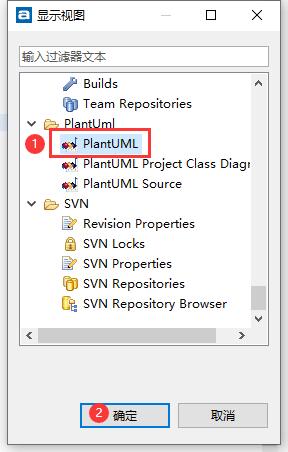 a 显示视图
输入过滤器文本
Builds
Team Repositories
PlantUml
1 PlantUML
PlantUML Project Class Diagr
PlantUML Source
SVN
Revision Properties
SVN Locks
SVN Properties
SVN Repositories
SVN Repository Browser
2 确定 取消